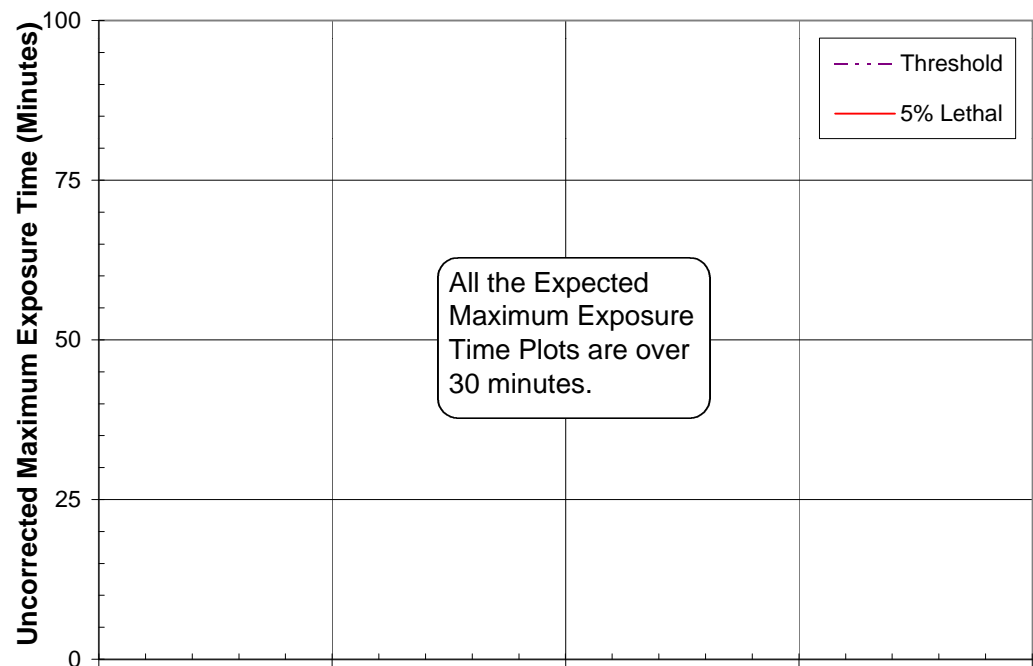 Uncorrected Maximum Exposure Time (Minutes)
100
75
50
25
0
Threshold
5% Lethal
All the Expected
Maximum Exposure
Time Plots are over
30 minutes.